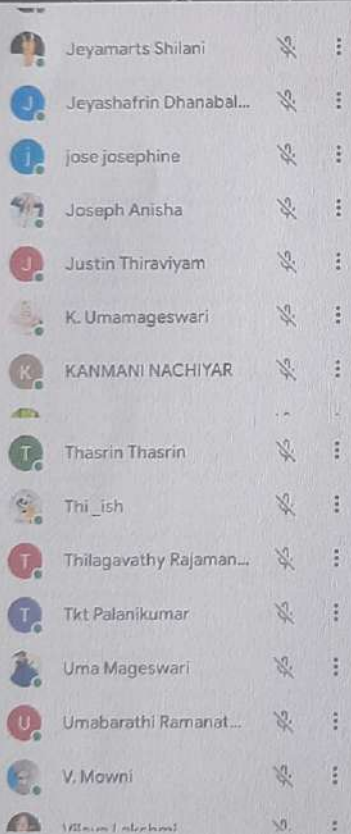 Jeyamarts Shilani
J Jeyashafrin Dhanabal...
j jose josephine
Joseph Anisha
J Justin Thiraviyam
K. Umamageswari
K KANMANI NACHIYAR
T Thasrin Thasrin
Thi_ish
T Thilagavathy Rajaman...
T Tkt Palanikumar
Uma Mageswari
U Umabarathi Ramanat...
V. Mowni